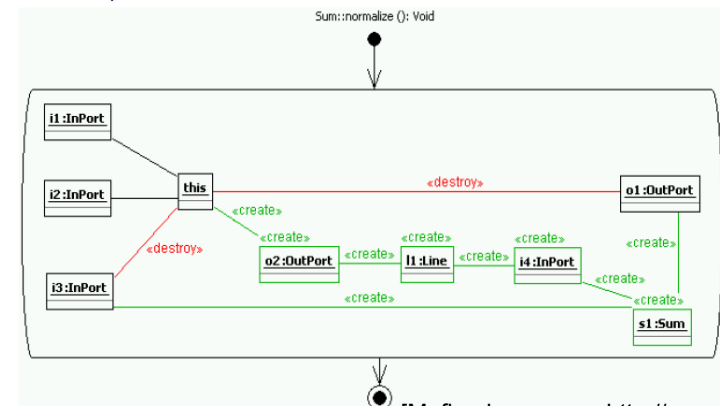 Sum::normalize (): Void
i1:InPort
i2:InPort
this
«destroy»
o1:OutPort
«create»
«destroy»
«create»
o2:OutPort
«create»
«create»
l1:Line
«create»
«create»
i4:InPort
«create»
«create»
i3:InPort
«create»
«create»
s1:Sum